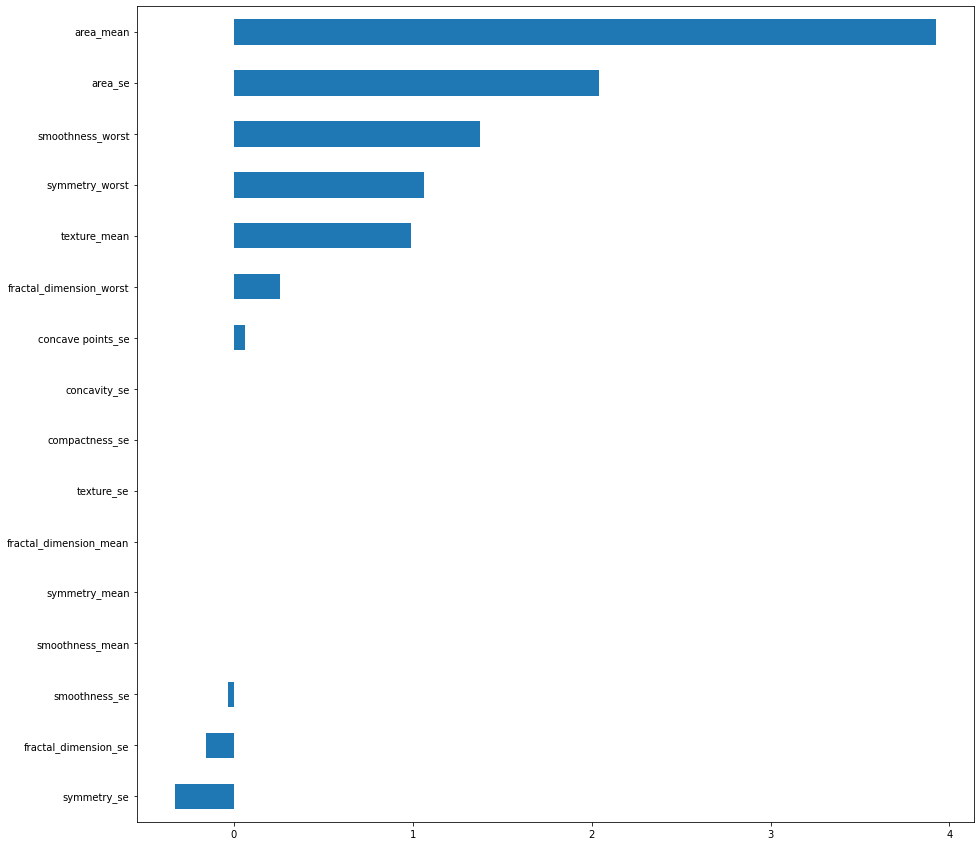 area_mean
area_se
smoothness_worst
symmetry_worst
texture_mean
fractal_dimension_worst
concave points_se
concavity_se
compactness_se
texture_se
fractal_dimension_mean
symmetry_mean
smoothness_mean
smoothness_se
fractal_dimension_se
symmetry_se
0 1 2 3 4